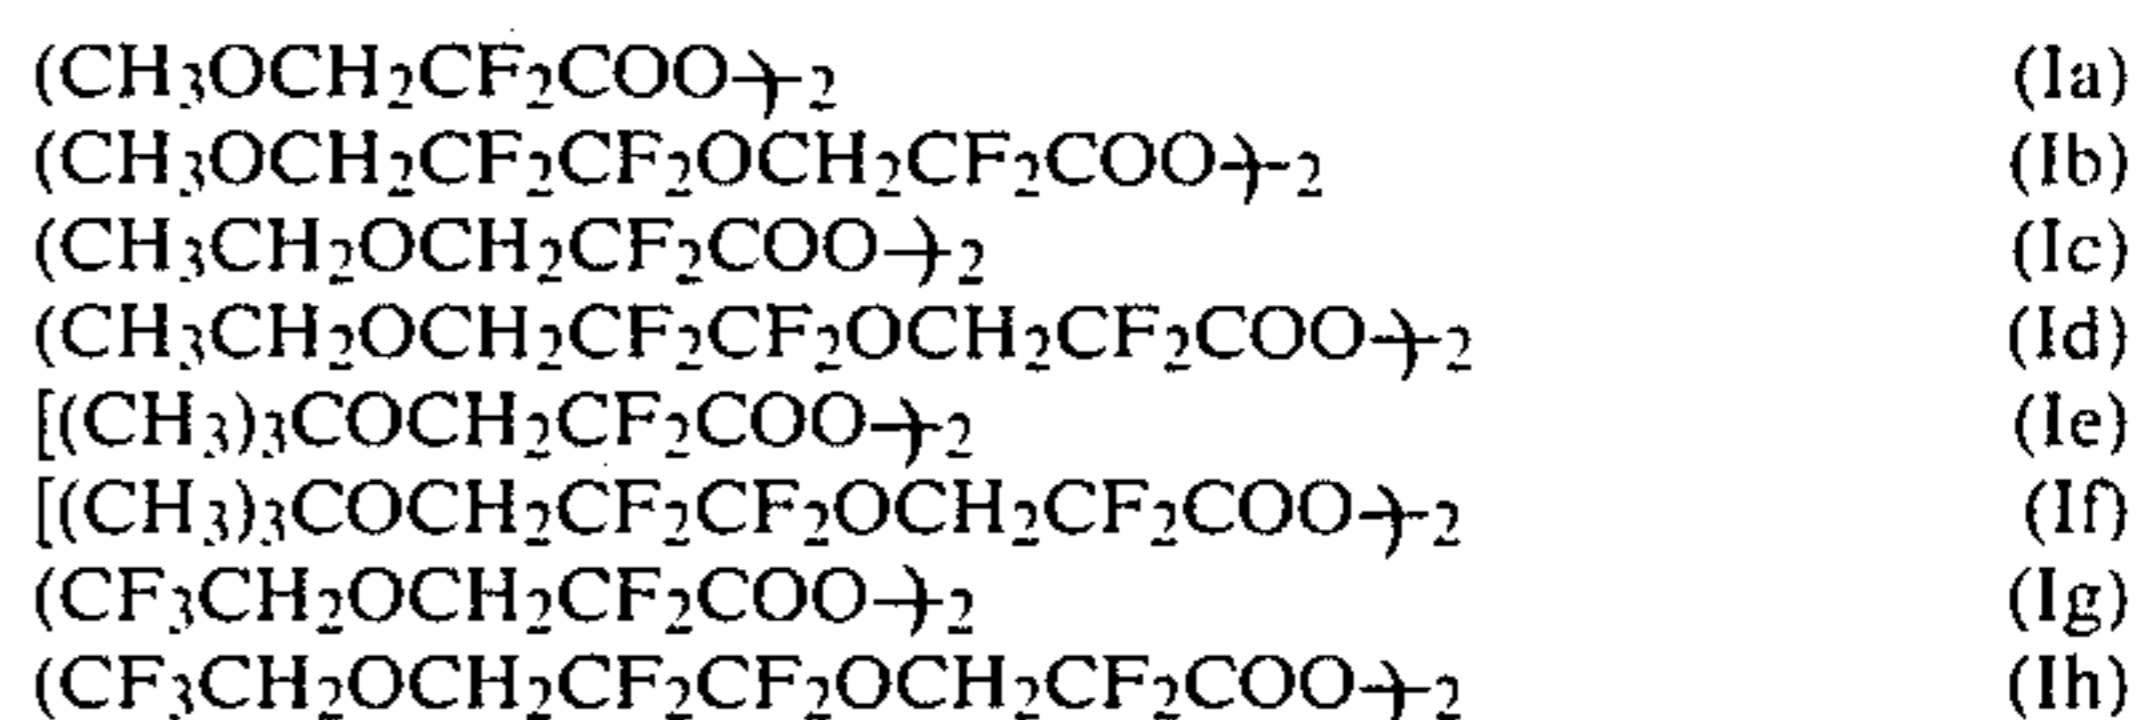 (CH₃OCH₂CF₂COO-)-₂ (Ia)
(CH₃OCH₂CF₂CF₂OCH₂CF₂COO-)-₂ (Ib)
(CH₃CH₂OCH₂CF₂COO-)-₂ (Ic)
(CH₃CH₂OCH₂CF₂CF₂OCH₂CF₂COO-)-₂ (Id)
[(CH₃)₃COCH₂CF₂COO-)-₂ (Ie)
[(CH₃)₃COCH₂CF₂CF₂OCH₂CF₂COO-)-₂ (If)
(CF₃CH₂OCH₂CF₂COO-)-₂ (Ig)
(CF₃CH₂OCH₂CF₂CF₂OCH₂CF₂COO-)-₂ (Ih)